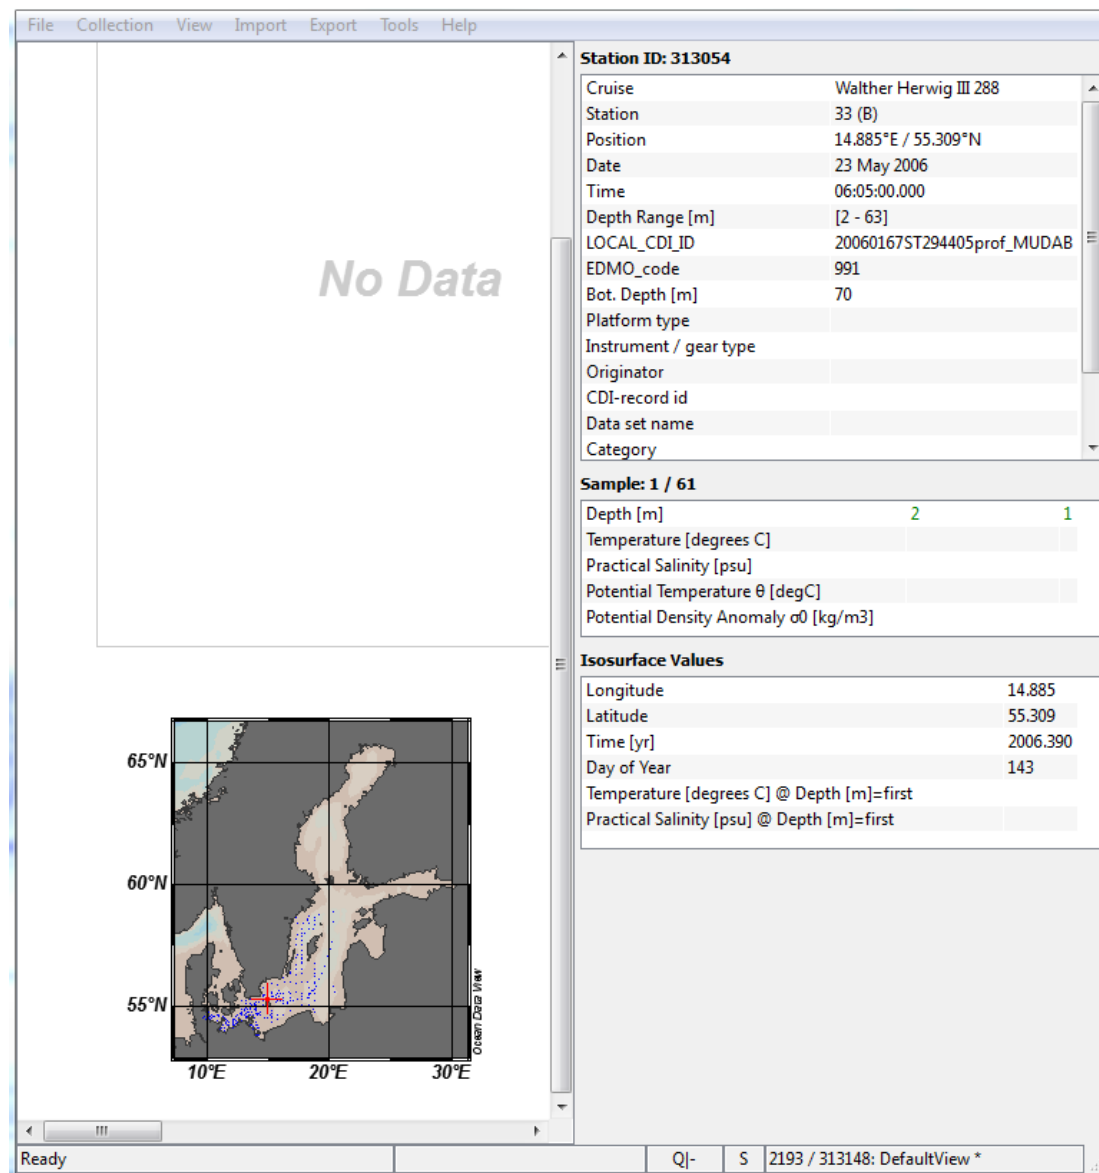 File Collection View Import Export Tools Help
No Data
65°N
60°N
55°N
10°E 20°E 30°E
Ocean Data View
Station ID: 313054
Cruise Walther Herwig III 288
Station 33 (B)
Position 14.885°E / 55.309°N
Date 23 May 2006
Time 06:05:00.000
Depth Range [m] [2 - 63]
LOCAL_CDI_ID 20060167ST294405prof_MUDAB
EDMO_code 991
Bot. Depth [m] 70
Platform type
Instrument / gear type
Originator
CDI-record id
Data set name
Category
Sample: 1 / 61
Depth [m] 2 1
Temperature [degrees C]
Practical Salinity [psu]
Potential Temperature θ [degC]
Potential Density Anomaly σ0 [kg/m3]
Isosurface Values
Longitude 14.885
Latitude 55.309
Time [yr] 2006.390
Day of Year 143
Temperature [degrees C] @ Depth [m]=first
Practical Salinity [psu] @ Depth [m]=first
Ready Q|- S 2193 / 313148: DefaultView *